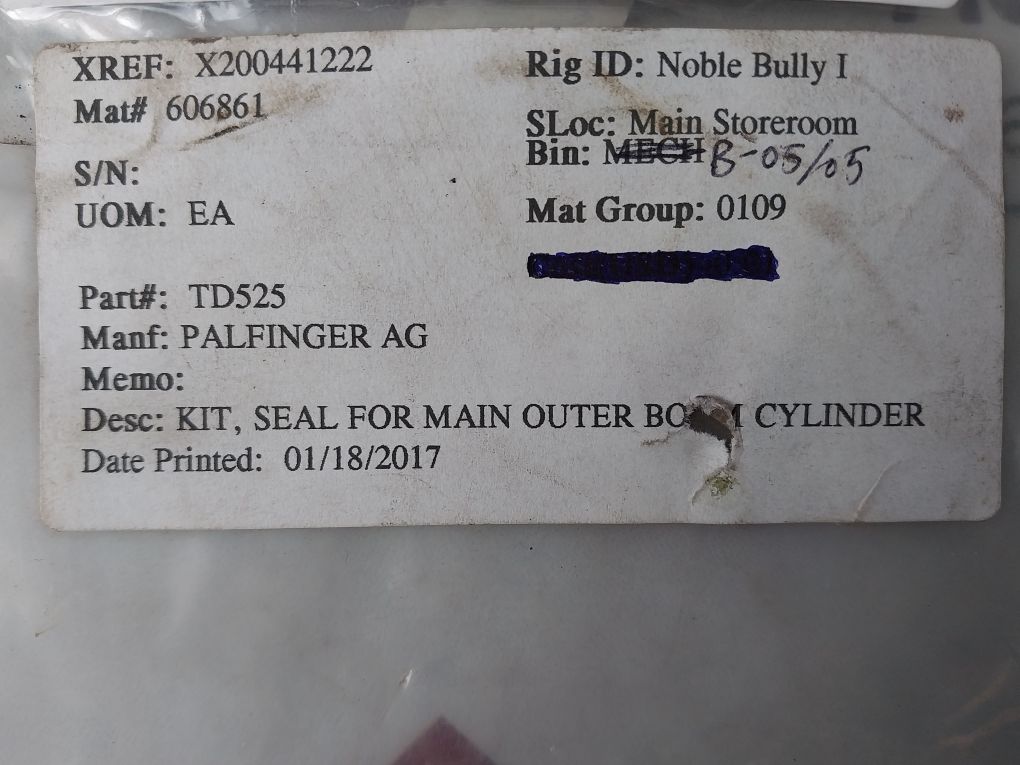 XREF: X200441222
Mat# 606861
S/N:
UOM: EA
Part#: TD525
Manf: PALFINGER AG
Memo:
Desc: KIT, SEAL FOR MAIN OUTER BOOM CYLINDER
Date Printed: 01/18/2017
Rig ID: Noble Bully I
SLoc: Main Storeroom
Bin: MECH B-05/05
Mat Group: 0109